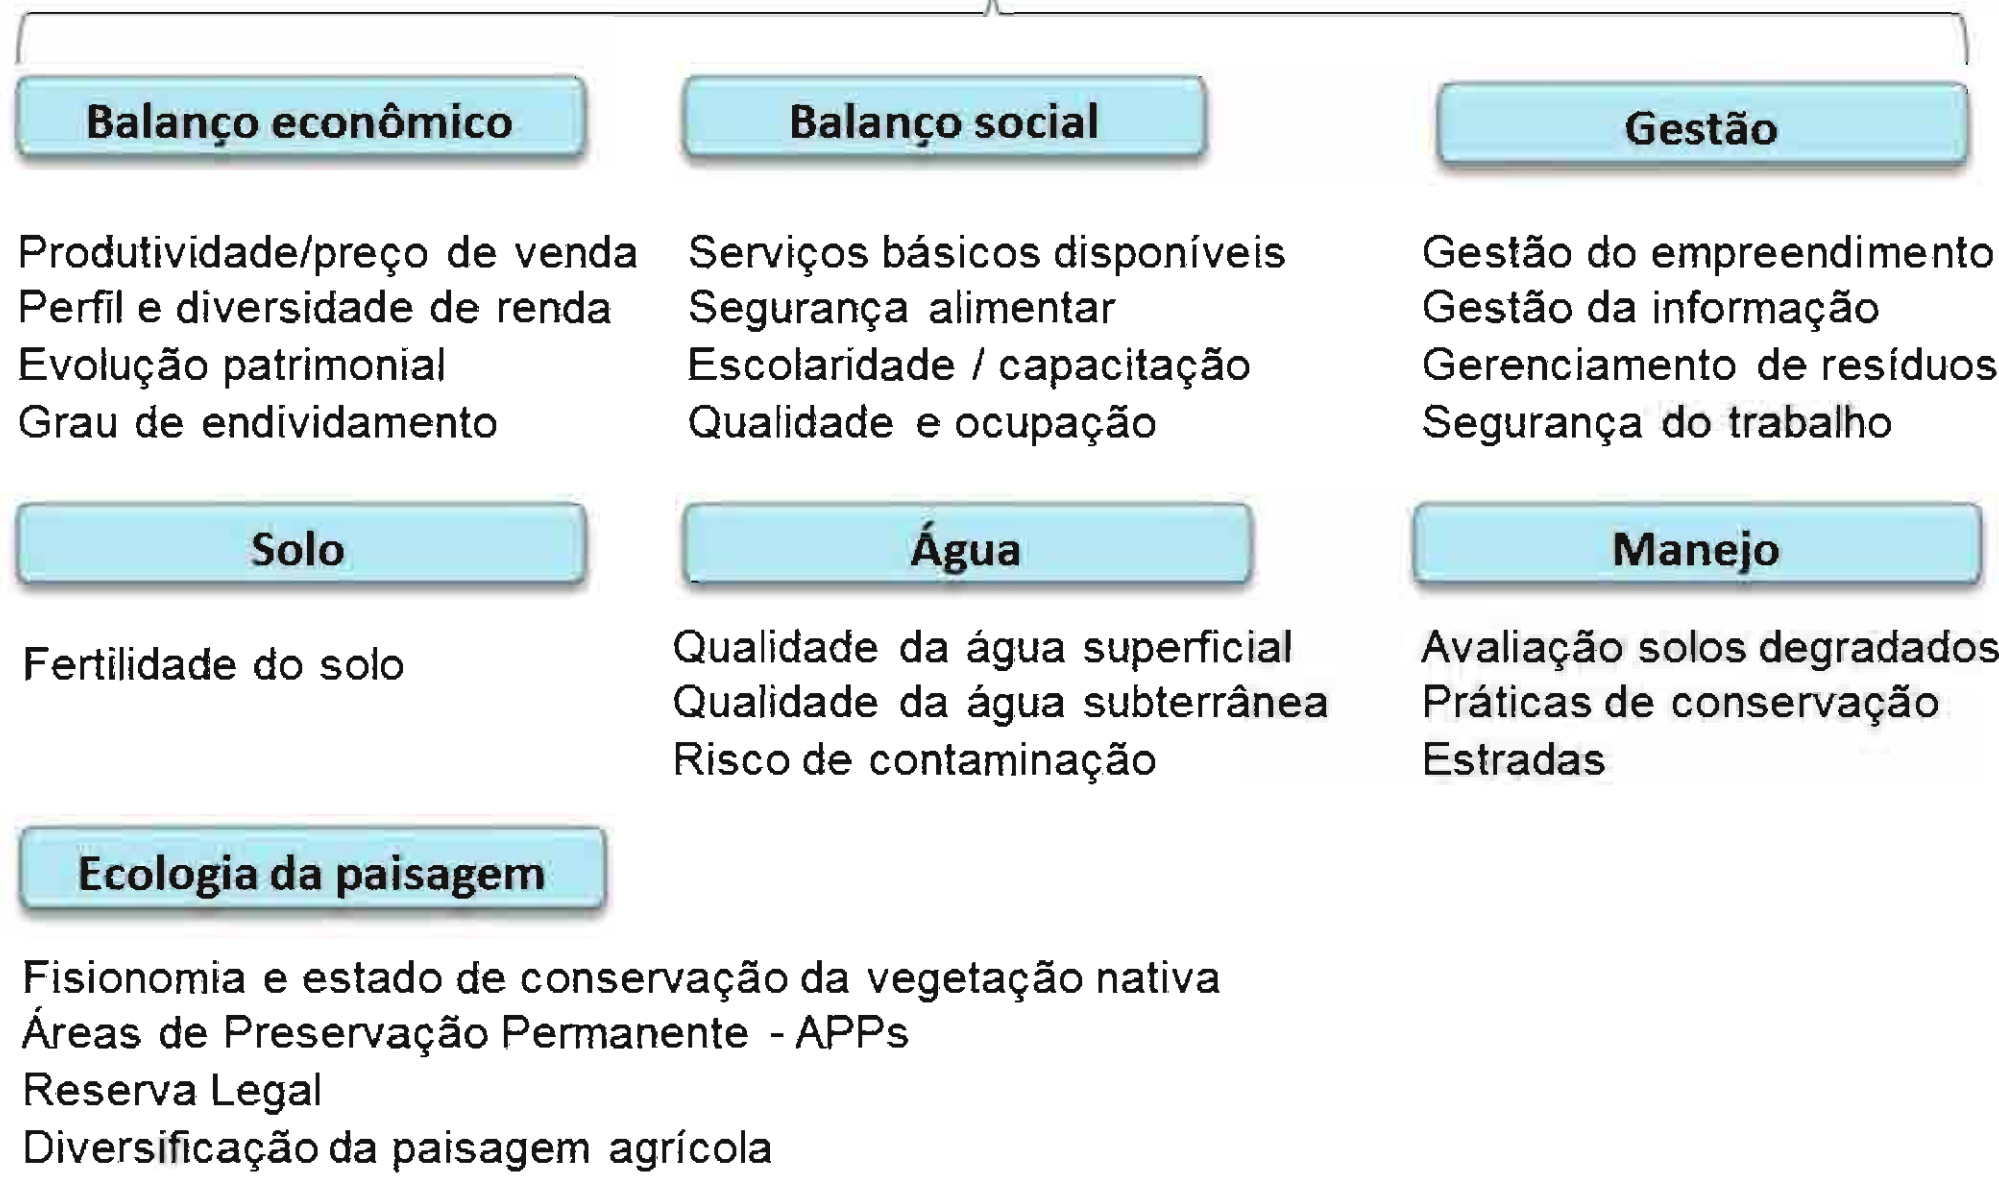 Balanço econômico
Produtividade/preço de venda
Perfil e diversidade de renda
Evolução patrimonial
Grau de endividamento
Balanço social
Serviços básicos disponíveis
Segurança alimentar
Escolaridade / capacitação
Qualidade e ocupação
Gestão
Gestão do empreendimento
Gestão da informação
Gerenciamento de resíduos
Segurança do trabalho
Solo
Fertilidade do solo
Água
Qualidade da água superficial
Qualidade da água subterrânea
Risco de contaminação
Manejo
Avaliação solos degradados
Práticas de conservação
Estradas
Ecologia da paisagem
Fisionomia e estado de conservação da vegetação nativa
Áreas de Preservação Permanente - APPs
Reserva Legal
Diversificação da paisagem agrícola